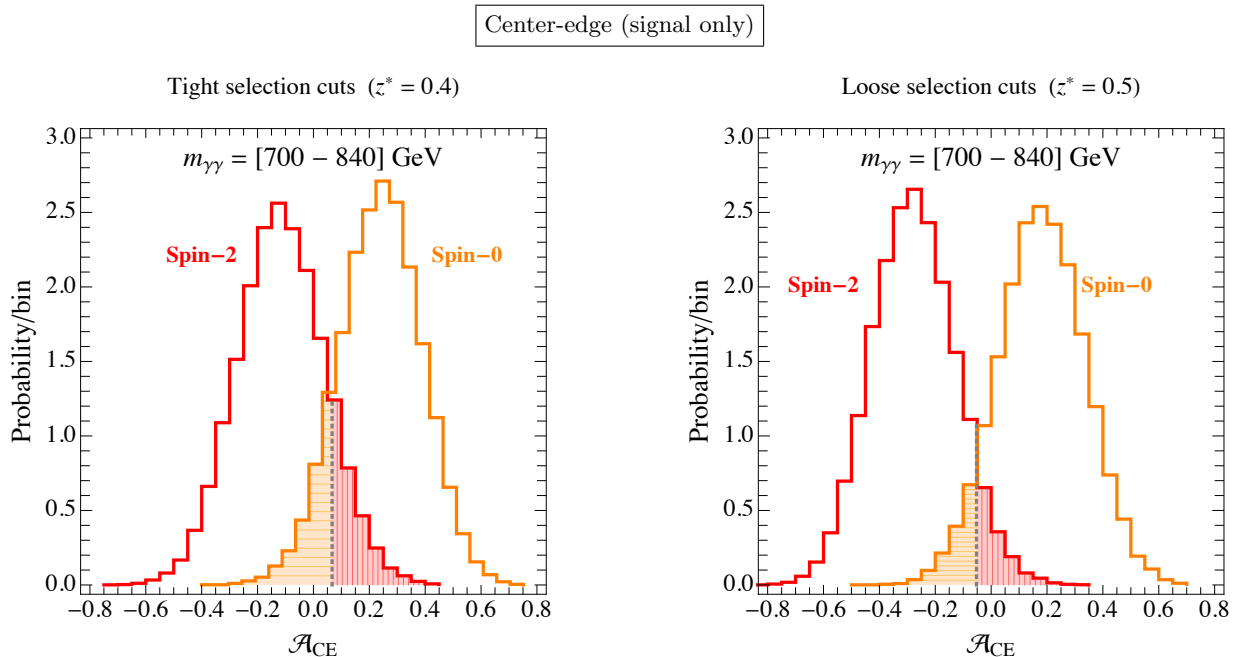 Center-edge (signal only)
Tight selection cuts (z* = 0.4)
m_γγ = [700 − 840] GeV
Spin−2
Spin−0
Probability/bin
3.0
2.5
2.0
1.5
1.0
0.5
0.0
−0.8 −0.6 −0.4 −0.2 0.0 0.2 0.4 0.6 0.8
𝒜_CE
Loose selection cuts (z* = 0.5)
m_γγ = [700 − 840] GeV
Spin−2
Spin−0
Probability/bin
3.0
2.5
2.0
1.5
1.0
0.5
0.0
−0.8 −0.6 −0.4 −0.2 0.0 0.2 0.4 0.6 0.8
𝒜_CE